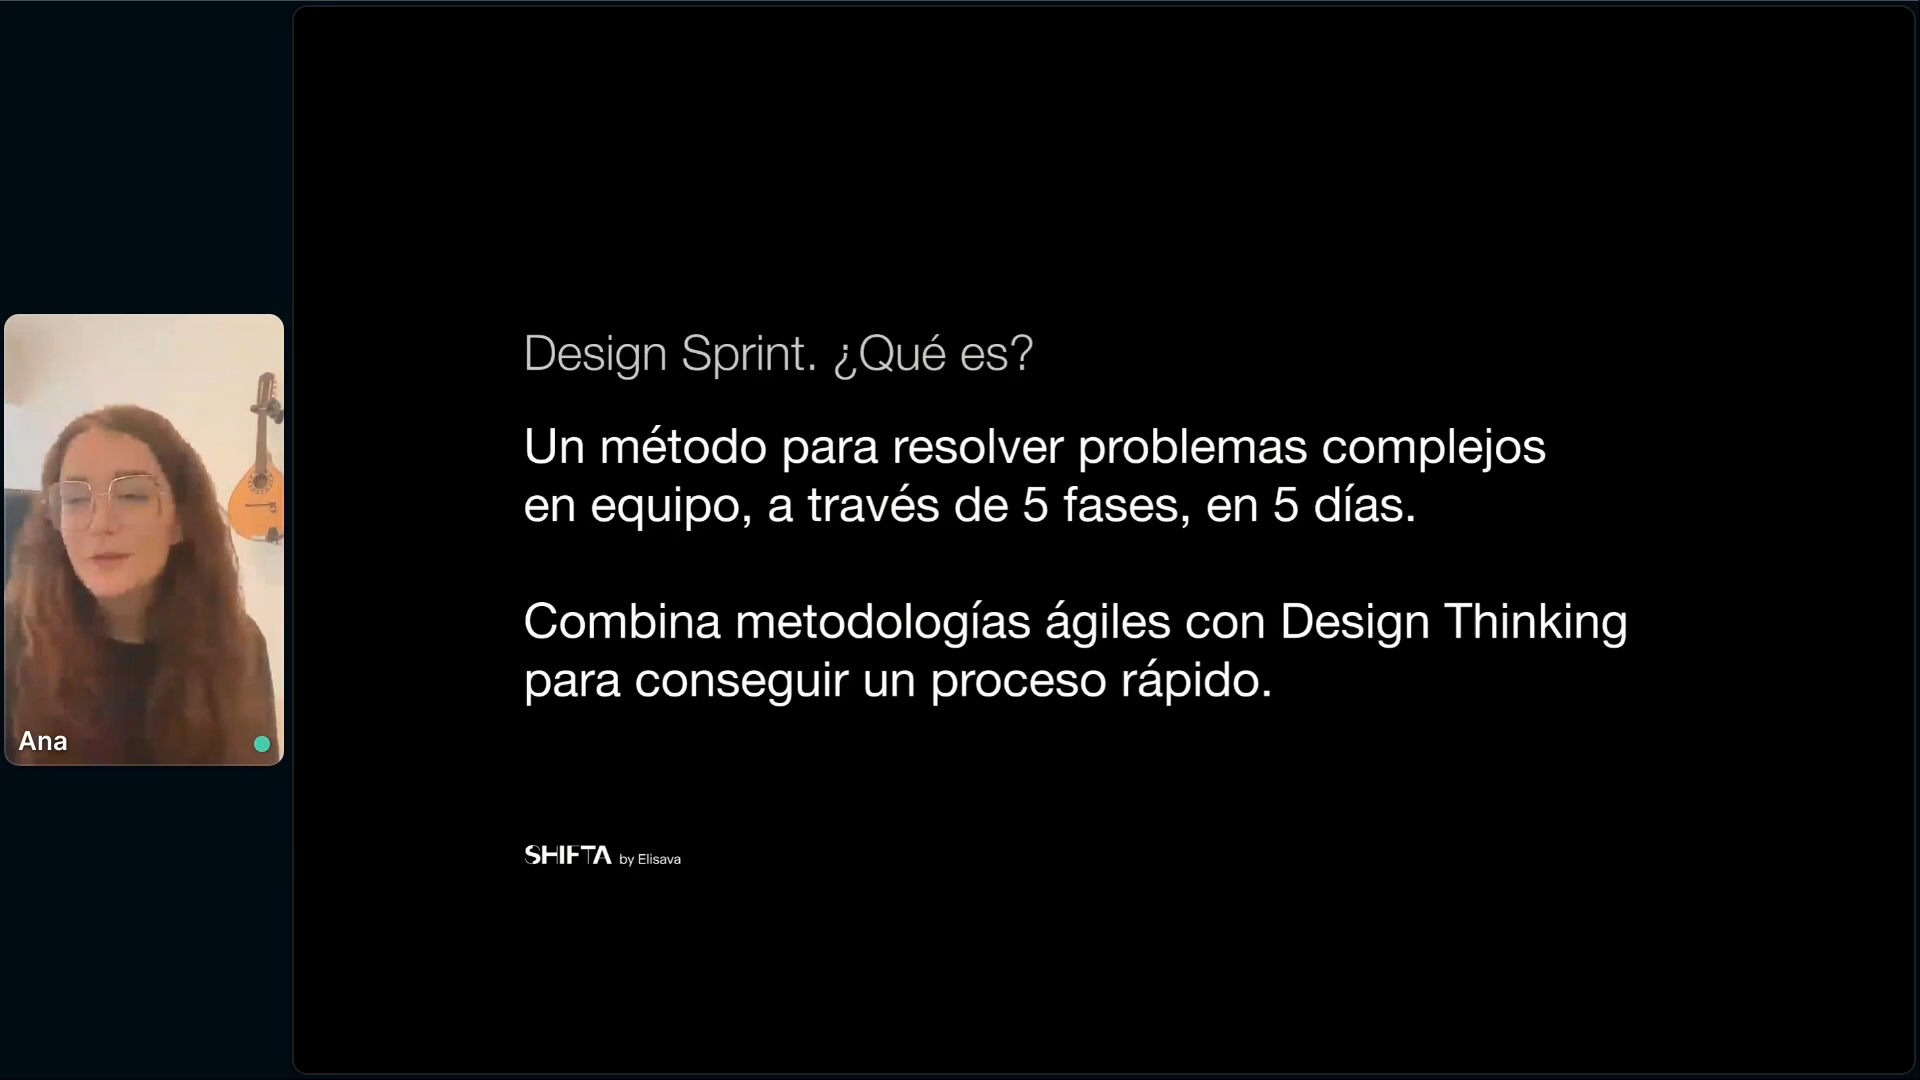 Design Sprint. ¿Qué es?
Un método para resolver problemas complejos
en equipo, a través de 5 fases, en 5 días.
Combina metodologías ágiles con Design Thinking
para conseguir un proceso rápido.
Ana
SHIFTA by Elisava